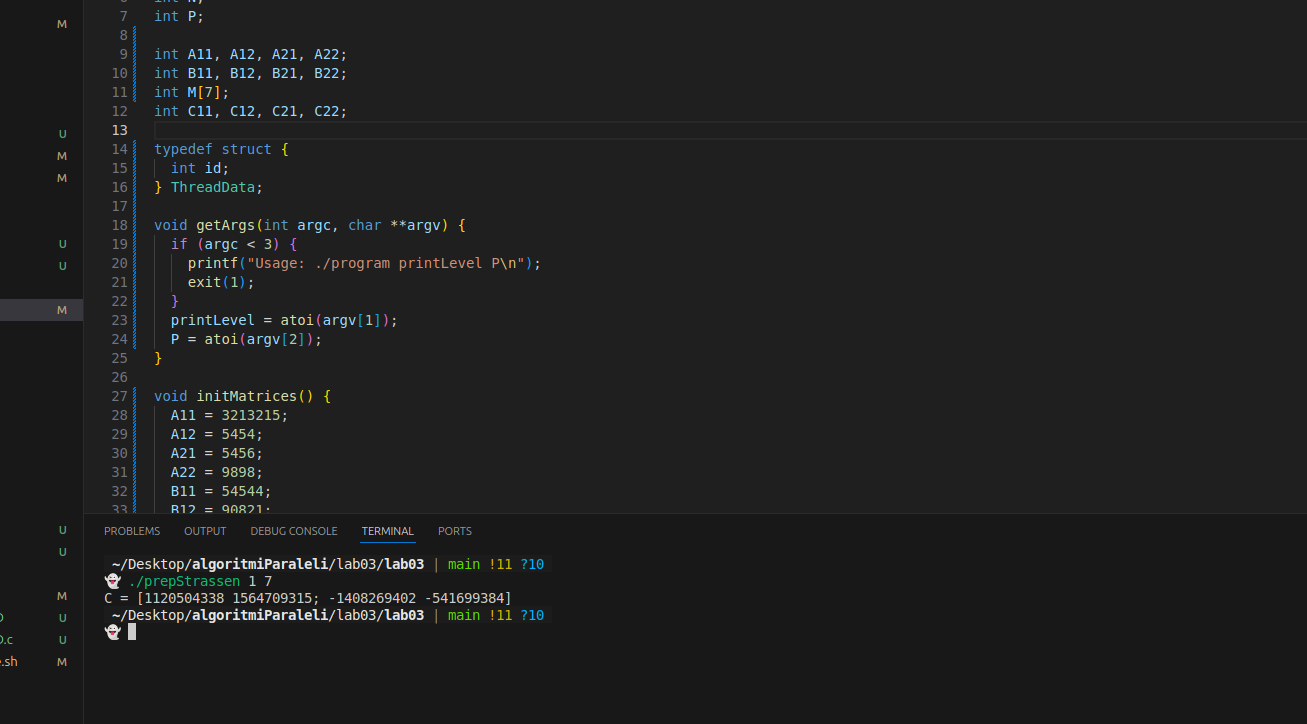 M
U
M
M
U
U
M
U
U
M
U
.c U
.sh M
6 int N;
7 int P;
8
9 int A11, A12, A21, A22;
10 int B11, B12, B21, B22;
11 int M[7];
12 int C11, C12, C21, C22;
13
14 typedef struct {
15 int id;
16 } ThreadData;
17
18 void getArgs(int argc, char **argv) {
19 if (argc < 3) {
20 printf("Usage: ./program printLevel P\n");
21 exit(1);
22 }
23 printLevel = atoi(argv[1]);
24 P = atoi(argv[2]);
25 }
26
27 void initMatrices() {
28 A11 = 3213215;
29 A12 = 5454;
30 A21 = 5456;
31 A22 = 9898;
32 B11 = 54544;
33 B12 = 90821;
PROBLEMS OUTPUT DEBUG CONSOLE TERMINAL PORTS
~/Desktop/algoritmiParaleli/lab03/lab03 | main !11 ?10
👻 ./prepStrassen 1 7
C = [1120504338 1564709315; -1408269402 -541699384]
~/Desktop/algoritmiParaleli/lab03/lab03 | main !11 ?10
👻